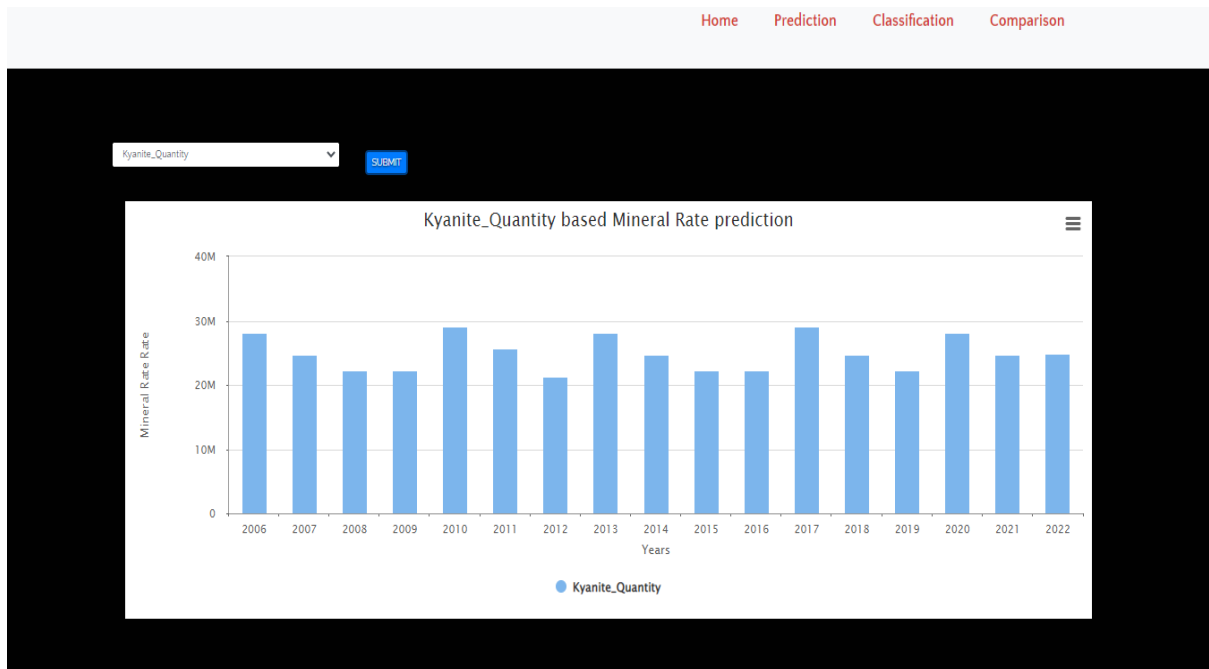 Home Prediction Classification Comparison
Kyanite_Quantity
SUBMIT
Kyanite_Quantity based Mineral Rate prediction
Mineral Rate Rate
40M
30M
20M
10M
0
2006 2007 2008 2009 2010 2011 2012 2013 2014 2015 2016 2017 2018 2019 2020 2021 2022
Years
Kyanite_Quantity